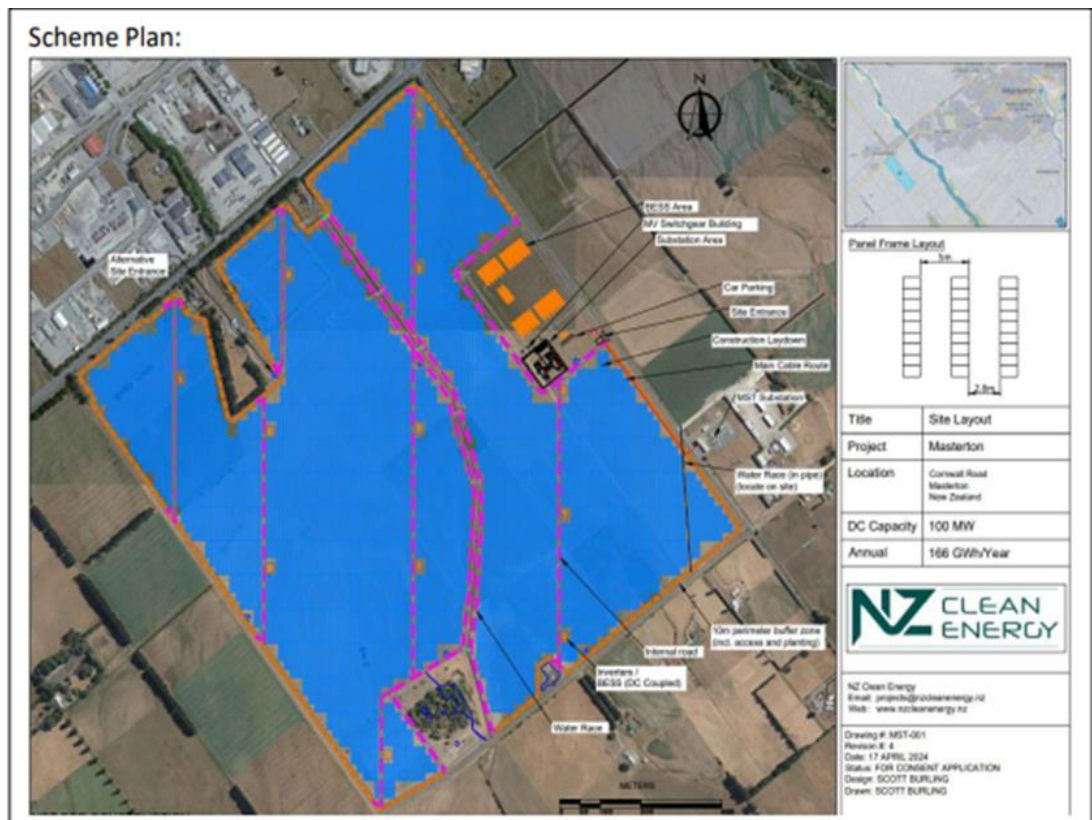 Scheme Plan:
N
BESS Area
MV Switchgear Building
Substation Area
Alternative
Site Entrance
Car Parking
Site Entrance
Construction Laydown
Main Cable Route
MST Substation
Water Race (in pipe)
(locate on site)
10m perimeter buffer zone
(incl. access and planting)
Internal road
Inverters /
BESS (DC Coupled)
Water Race
METERS
Masterton
Panel Frame Layout
5m
2.8m
Title Site Layout
Project Masterton
Location Cornwall Road
Masterton
New Zealand
DC Capacity 100 MW
Annual 166 GWh/Year
NZ CLEAN
ENERGY
NZ Clean Energy
Email: projects@nzcleanenergy.nz
Web: www.nzcleanenergy.nz
Drawing #: MST-001
Revision #: 4
Date: 17 APRIL 2024
Status: FOR CONSENT APPLICATION
Design: SCOTT BURLING
Drawn: SCOTT BURLING